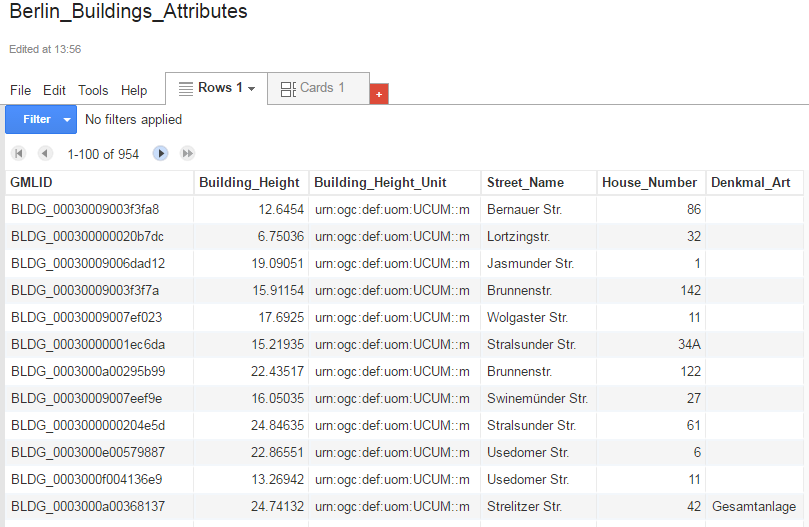 Berlin_Buildings_Attributes
Edited at 13:56
File Edit Tools Help Rows 1 Cards 1 +
Filter No filters applied
1-100 of 954
GMLID Building_Height Building_Height_Unit Street_Name House_Number Denkmal_Art
BLDG_00030009003f3fa8 12.6454 urn:ogc:def:uom:UCUM::m Bernauer Str. 86
BLDG_000300000020b7dc 6.75036 urn:ogc:def:uom:UCUM::m Lortzingstr. 32
BLDG_00030009006dad12 19.09051 urn:ogc:def:uom:UCUM::m Jasmunder Str. 1
BLDG_00030009003f3f7a 15.91154 urn:ogc:def:uom:UCUM::m Brunnenstr. 142
BLDG_00030009007ef023 17.6925 urn:ogc:def:uom:UCUM::m Wolgaster Str. 11
BLDG_00030000001ec6da 15.21935 urn:ogc:def:uom:UCUM::m Stralsunder Str. 34A
BLDG_0003000a00295b99 22.43517 urn:ogc:def:uom:UCUM::m Brunnenstr. 122
BLDG_00030009007eef9e 16.05035 urn:ogc:def:uom:UCUM::m Swinemünder Str. 27
BLDG_0003000000204e5d 24.84635 urn:ogc:def:uom:UCUM::m Stralsunder Str. 61
BLDG_0003000e00579887 22.86551 urn:ogc:def:uom:UCUM::m Usedomer Str. 6
BLDG_0003000f004136e9 13.26942 urn:ogc:def:uom:UCUM::m Usedomer Str. 11
BLDG_0003000a00368137 24.74132 urn:ogc:def:uom:UCUM::m Strelitzer Str. 42 Gesamtanlage